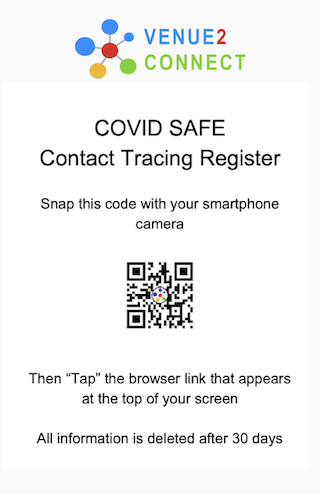 VENUE2
CONNECT
COVID SAFE
Contact Tracing Register
Snap this code with your smartphone
camera
Then “Tap” the browser link that appears
at the top of your screen
All information is deleted after 30 days